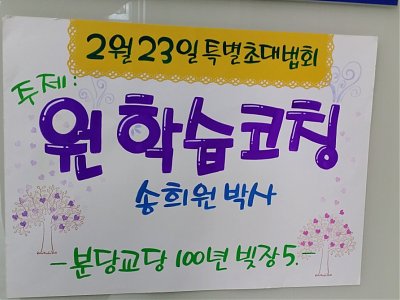 2월 23일 특별초대법회
주제:
원 학습코칭
송희원 박사
- 분당교당 100년 빚장 5. -